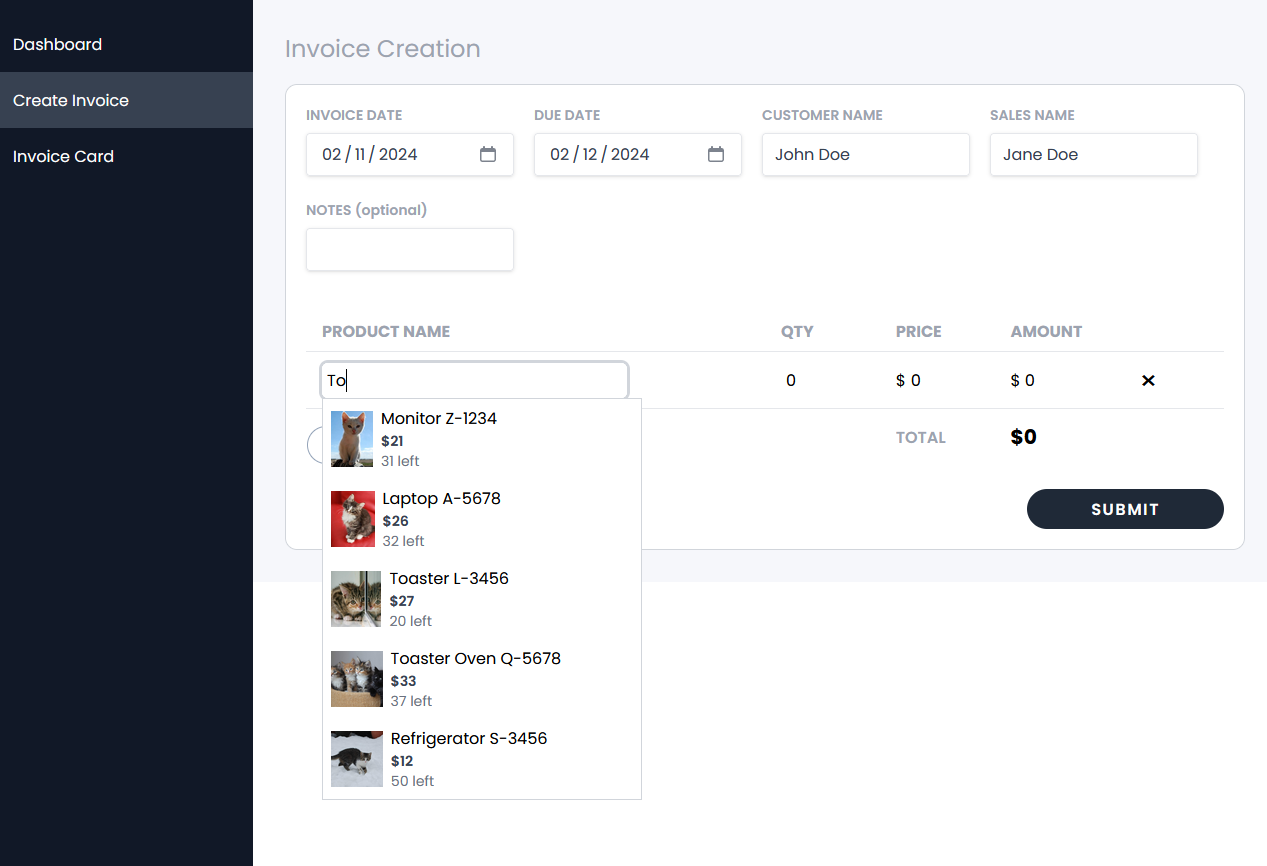 Dashboard
Create Invoice
Invoice Card
Invoice Creation
INVOICE DATE DUE DATE CUSTOMER NAME SALES NAME
02 / 11 / 2024 02 / 12 / 2024 John Doe Jane Doe
NOTES (optional)
PRODUCT NAME QTY PRICE AMOUNT
To 0 $ 0 $ 0 ×
TOTAL $0
SUBMIT
Monitor Z-1234
$21
31 left
Laptop A-5678
$26
32 left
Toaster L-3456
$27
20 left
Toaster Oven Q-5678
$33
37 left
Refrigerator S-3456
$12
50 left